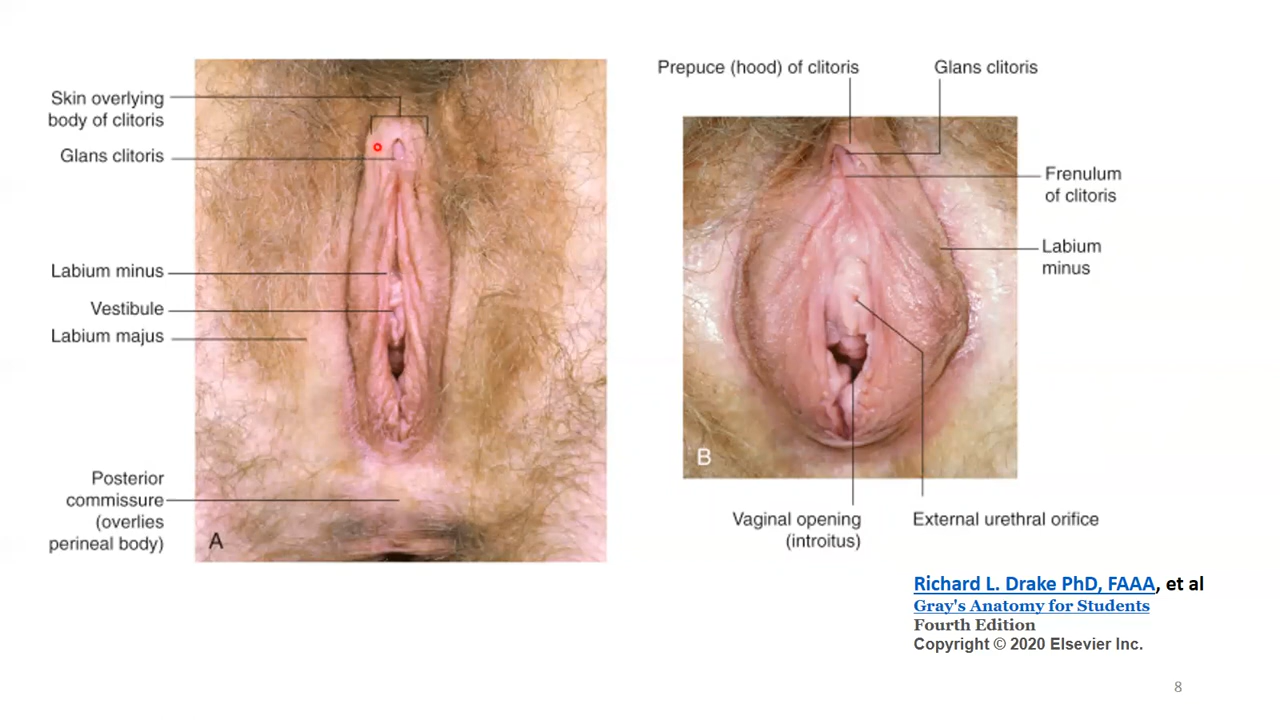 Skin overlying
body of clitoris
Glans clitoris
Labium minus
Vestibule
Labium majus
Posterior
commissure
(overlies
perineal body)
A
Prepuce (hood) of clitoris
Glans clitoris
Frenulum
of clitoris
Labium
minus
B
Vaginal opening
(introitus)
External urethral orifice
Richard L. Drake PhD, FAAA, et al
Gray's Anatomy for Students
Fourth Edition
Copyright © 2020 Elsevier Inc.
8